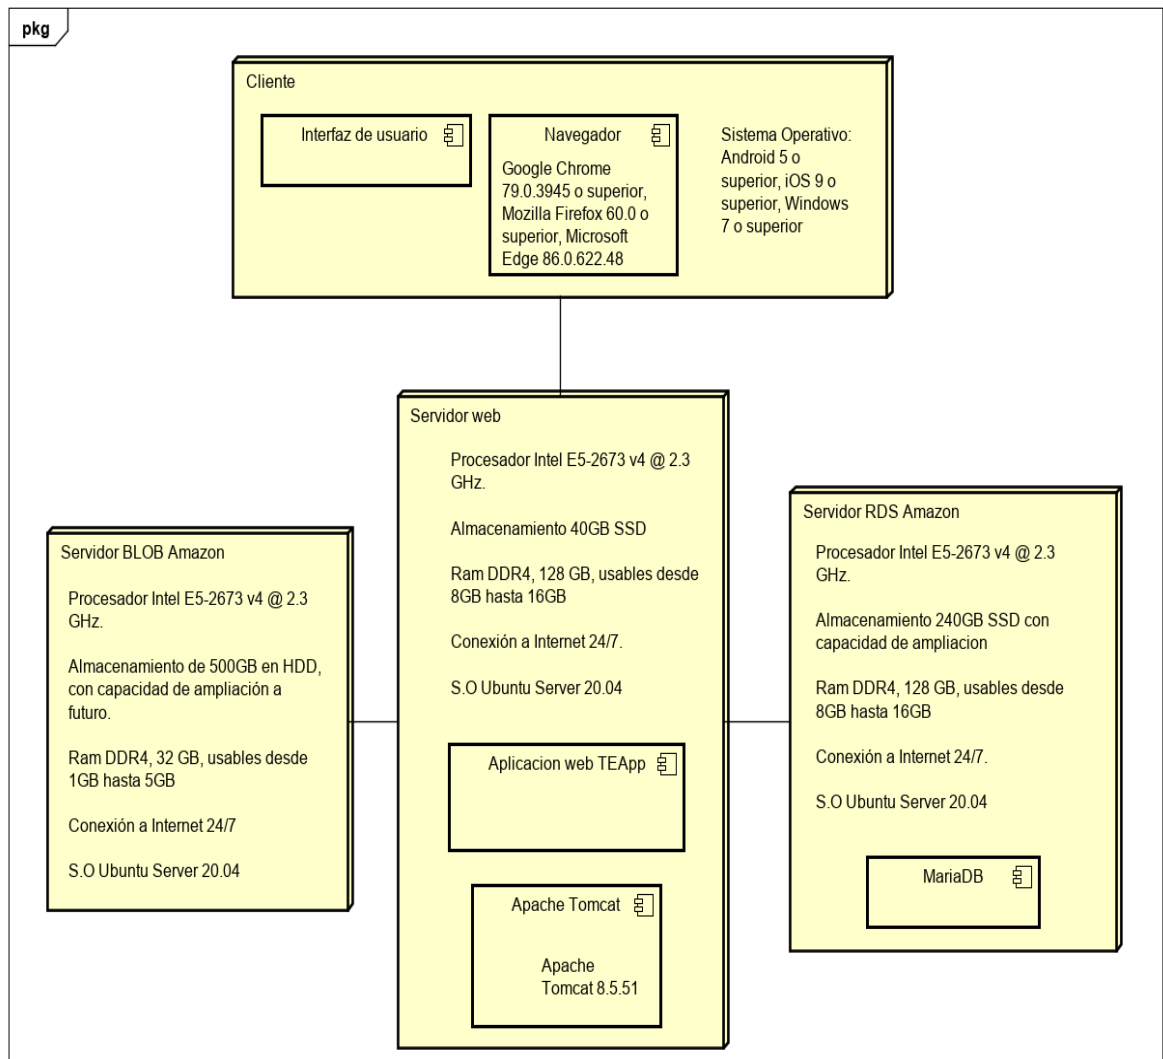 pkg
Cliente
Interfaz de usuario
Navegador
Google Chrome
79.0.3945 o superior,
Mozilla Firefox 60.0 o
superior, Microsoft
Edge 86.0.622.48
Sistema Operativo:
Android 5 o
superior, iOS 9 o
superior, Windows
7 o superior
Servidor web
Procesador Intel E5-2673 v4 @ 2.3
GHz.
Almacenamiento 40GB SSD
Ram DDR4, 128 GB, usables desde
8GB hasta 16GB
Conexión a Internet 24/7.
S.O Ubuntu Server 20.04
Aplicacion web TEApp
Apache Tomcat
Apache
Tomcat 8.5.51
Servidor BLOB Amazon
Procesador Intel E5-2673 v4 @ 2.3
GHz.
Almacenamiento de 500GB en HDD,
con capacidad de ampliación a
futuro.
Ram DDR4, 32 GB, usables desde
1GB hasta 5GB
Conexión a Internet 24/7
S.O Ubuntu Server 20.04
Servidor RDS Amazon
Procesador Intel E5-2673 v4 @ 2.3
GHz.
Almacenamiento 240GB SSD con
capacidad de ampliacion
Ram DDR4, 128 GB, usables desde
8GB hasta 16GB
Conexión a Internet 24/7.
S.O Ubuntu Server 20.04
MariaDB